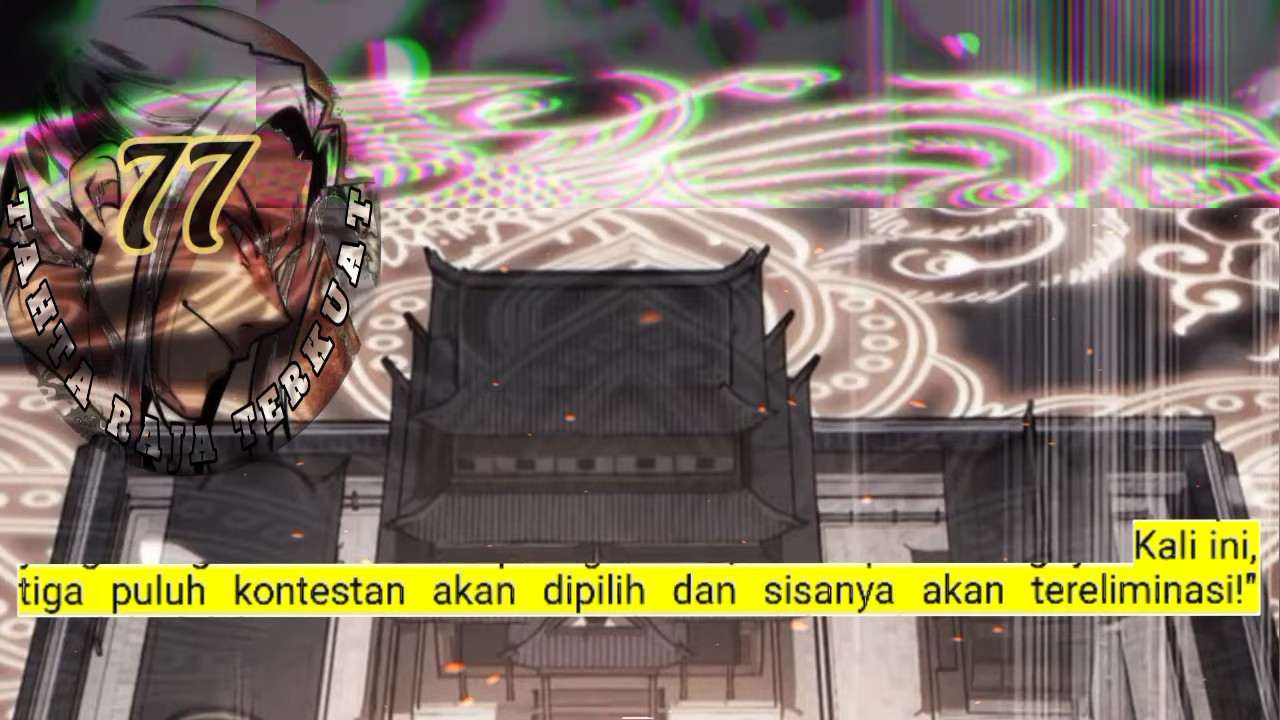 77
TAHTA RAJA TERKUAT
Kali ini,
tiga puluh kontestan akan dipilih dan sisanya akan tereliminasi!"